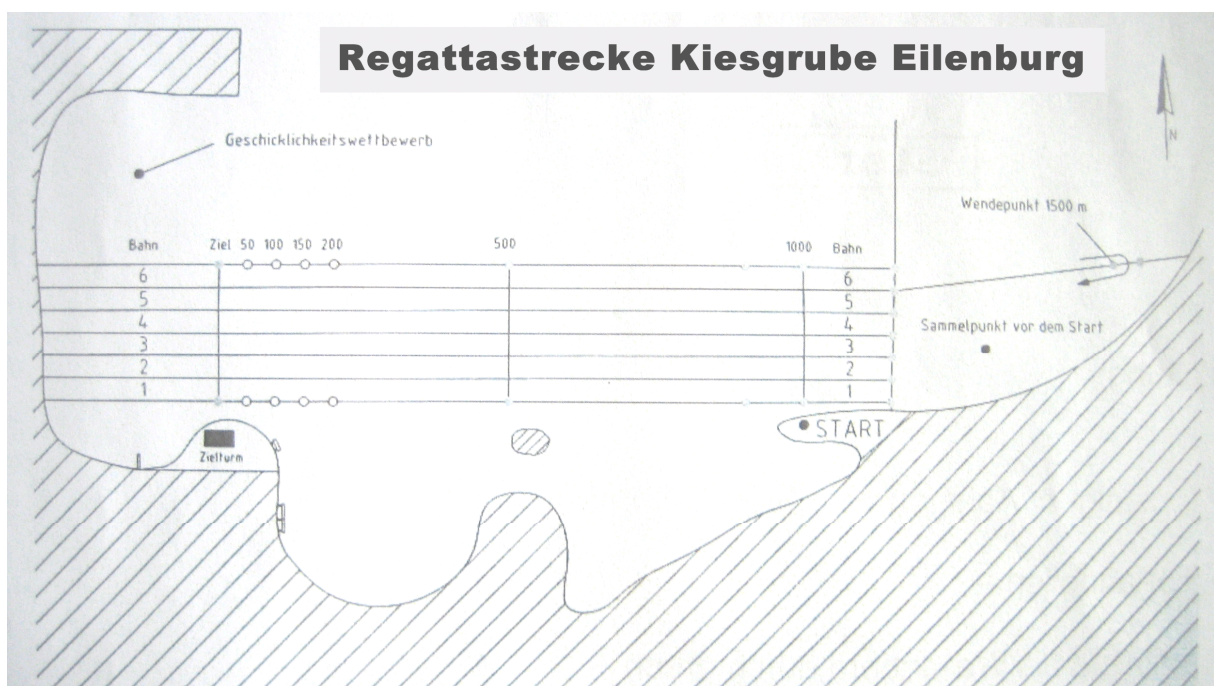 Regattastrecke Kiesgrube Eilenburg
N
Geschicklichkeitswettbewerb
Wendepunkt 1500 m
Bahn Ziel 50 100 150 200 500 1000 Bahn
6 6
5 5
4 4
3 3
2 2
1 1
Sammelpunkt vor dem Start
START
Zielturm